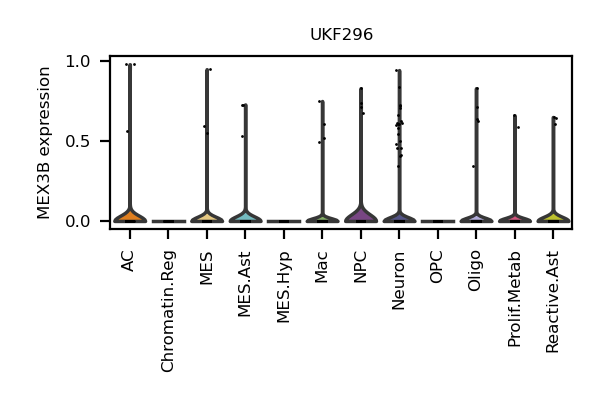 UKF296
MEX3B expression
1.0
0.5
0.0
AC
Chromatin.Reg
MES
MES.Ast
MES.Hyp
Mac
NPC
Neuron
OPC
Oligo
Prolif.Metab
Reactive.Ast